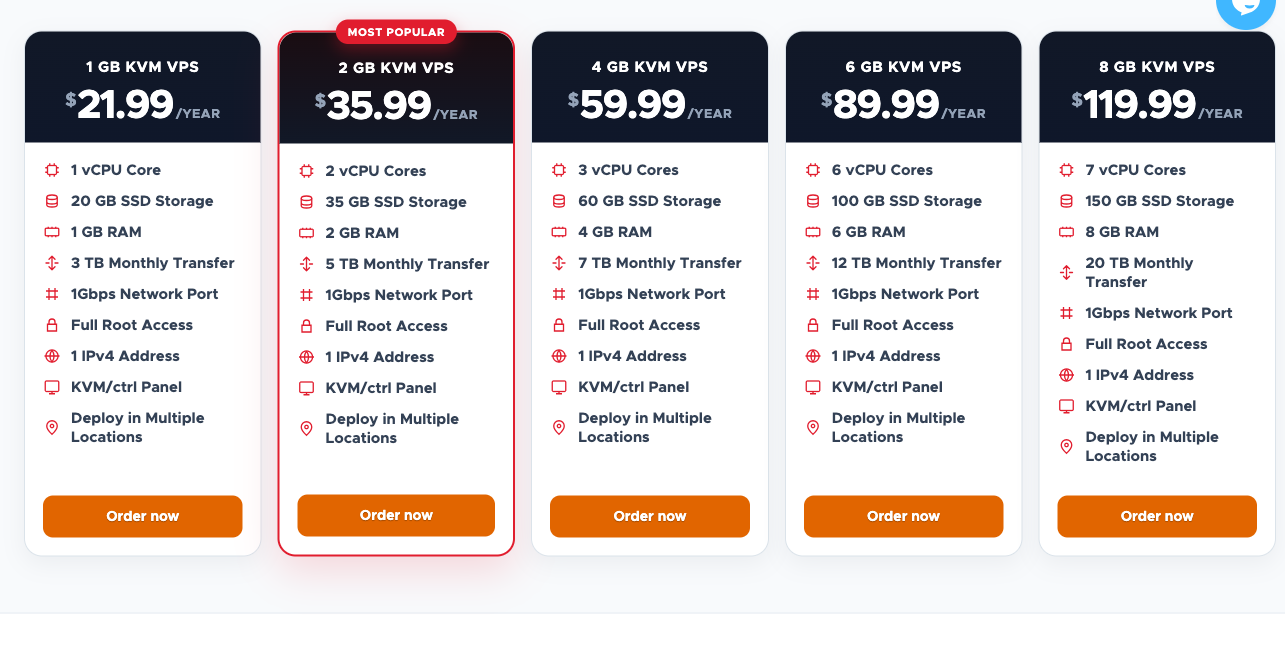 MOST POPULAR
1 GB KVM VPS
$21.99/YEAR
1 vCPU Core
20 GB SSD Storage
1 GB RAM
3 TB Monthly Transfer
1Gbps Network Port
Full Root Access
1 IPv4 Address
KVM/ctrl Panel
Deploy in Multiple
Locations
Order now
2 GB KVM VPS
$35.99/YEAR
2 vCPU Cores
35 GB SSD Storage
2 GB RAM
5 TB Monthly Transfer
1Gbps Network Port
Full Root Access
1 IPv4 Address
KVM/ctrl Panel
Deploy in Multiple
Locations
Order now
4 GB KVM VPS
$59.99/YEAR
3 vCPU Cores
60 GB SSD Storage
4 GB RAM
7 TB Monthly Transfer
1Gbps Network Port
Full Root Access
1 IPv4 Address
KVM/ctrl Panel
Deploy in Multiple
Locations
Order now
6 GB KVM VPS
$89.99/YEAR
6 vCPU Cores
100 GB SSD Storage
6 GB RAM
12 TB Monthly Transfer
1Gbps Network Port
Full Root Access
1 IPv4 Address
KVM/ctrl Panel
Deploy in Multiple
Locations
Order now
8 GB KVM VPS
$119.99/YEAR
7 vCPU Cores
150 GB SSD Storage
8 GB RAM
20 TB Monthly
Transfer
1Gbps Network Port
Full Root Access
1 IPv4 Address
KVM/ctrl Panel
Deploy in Multiple
Locations
Order now